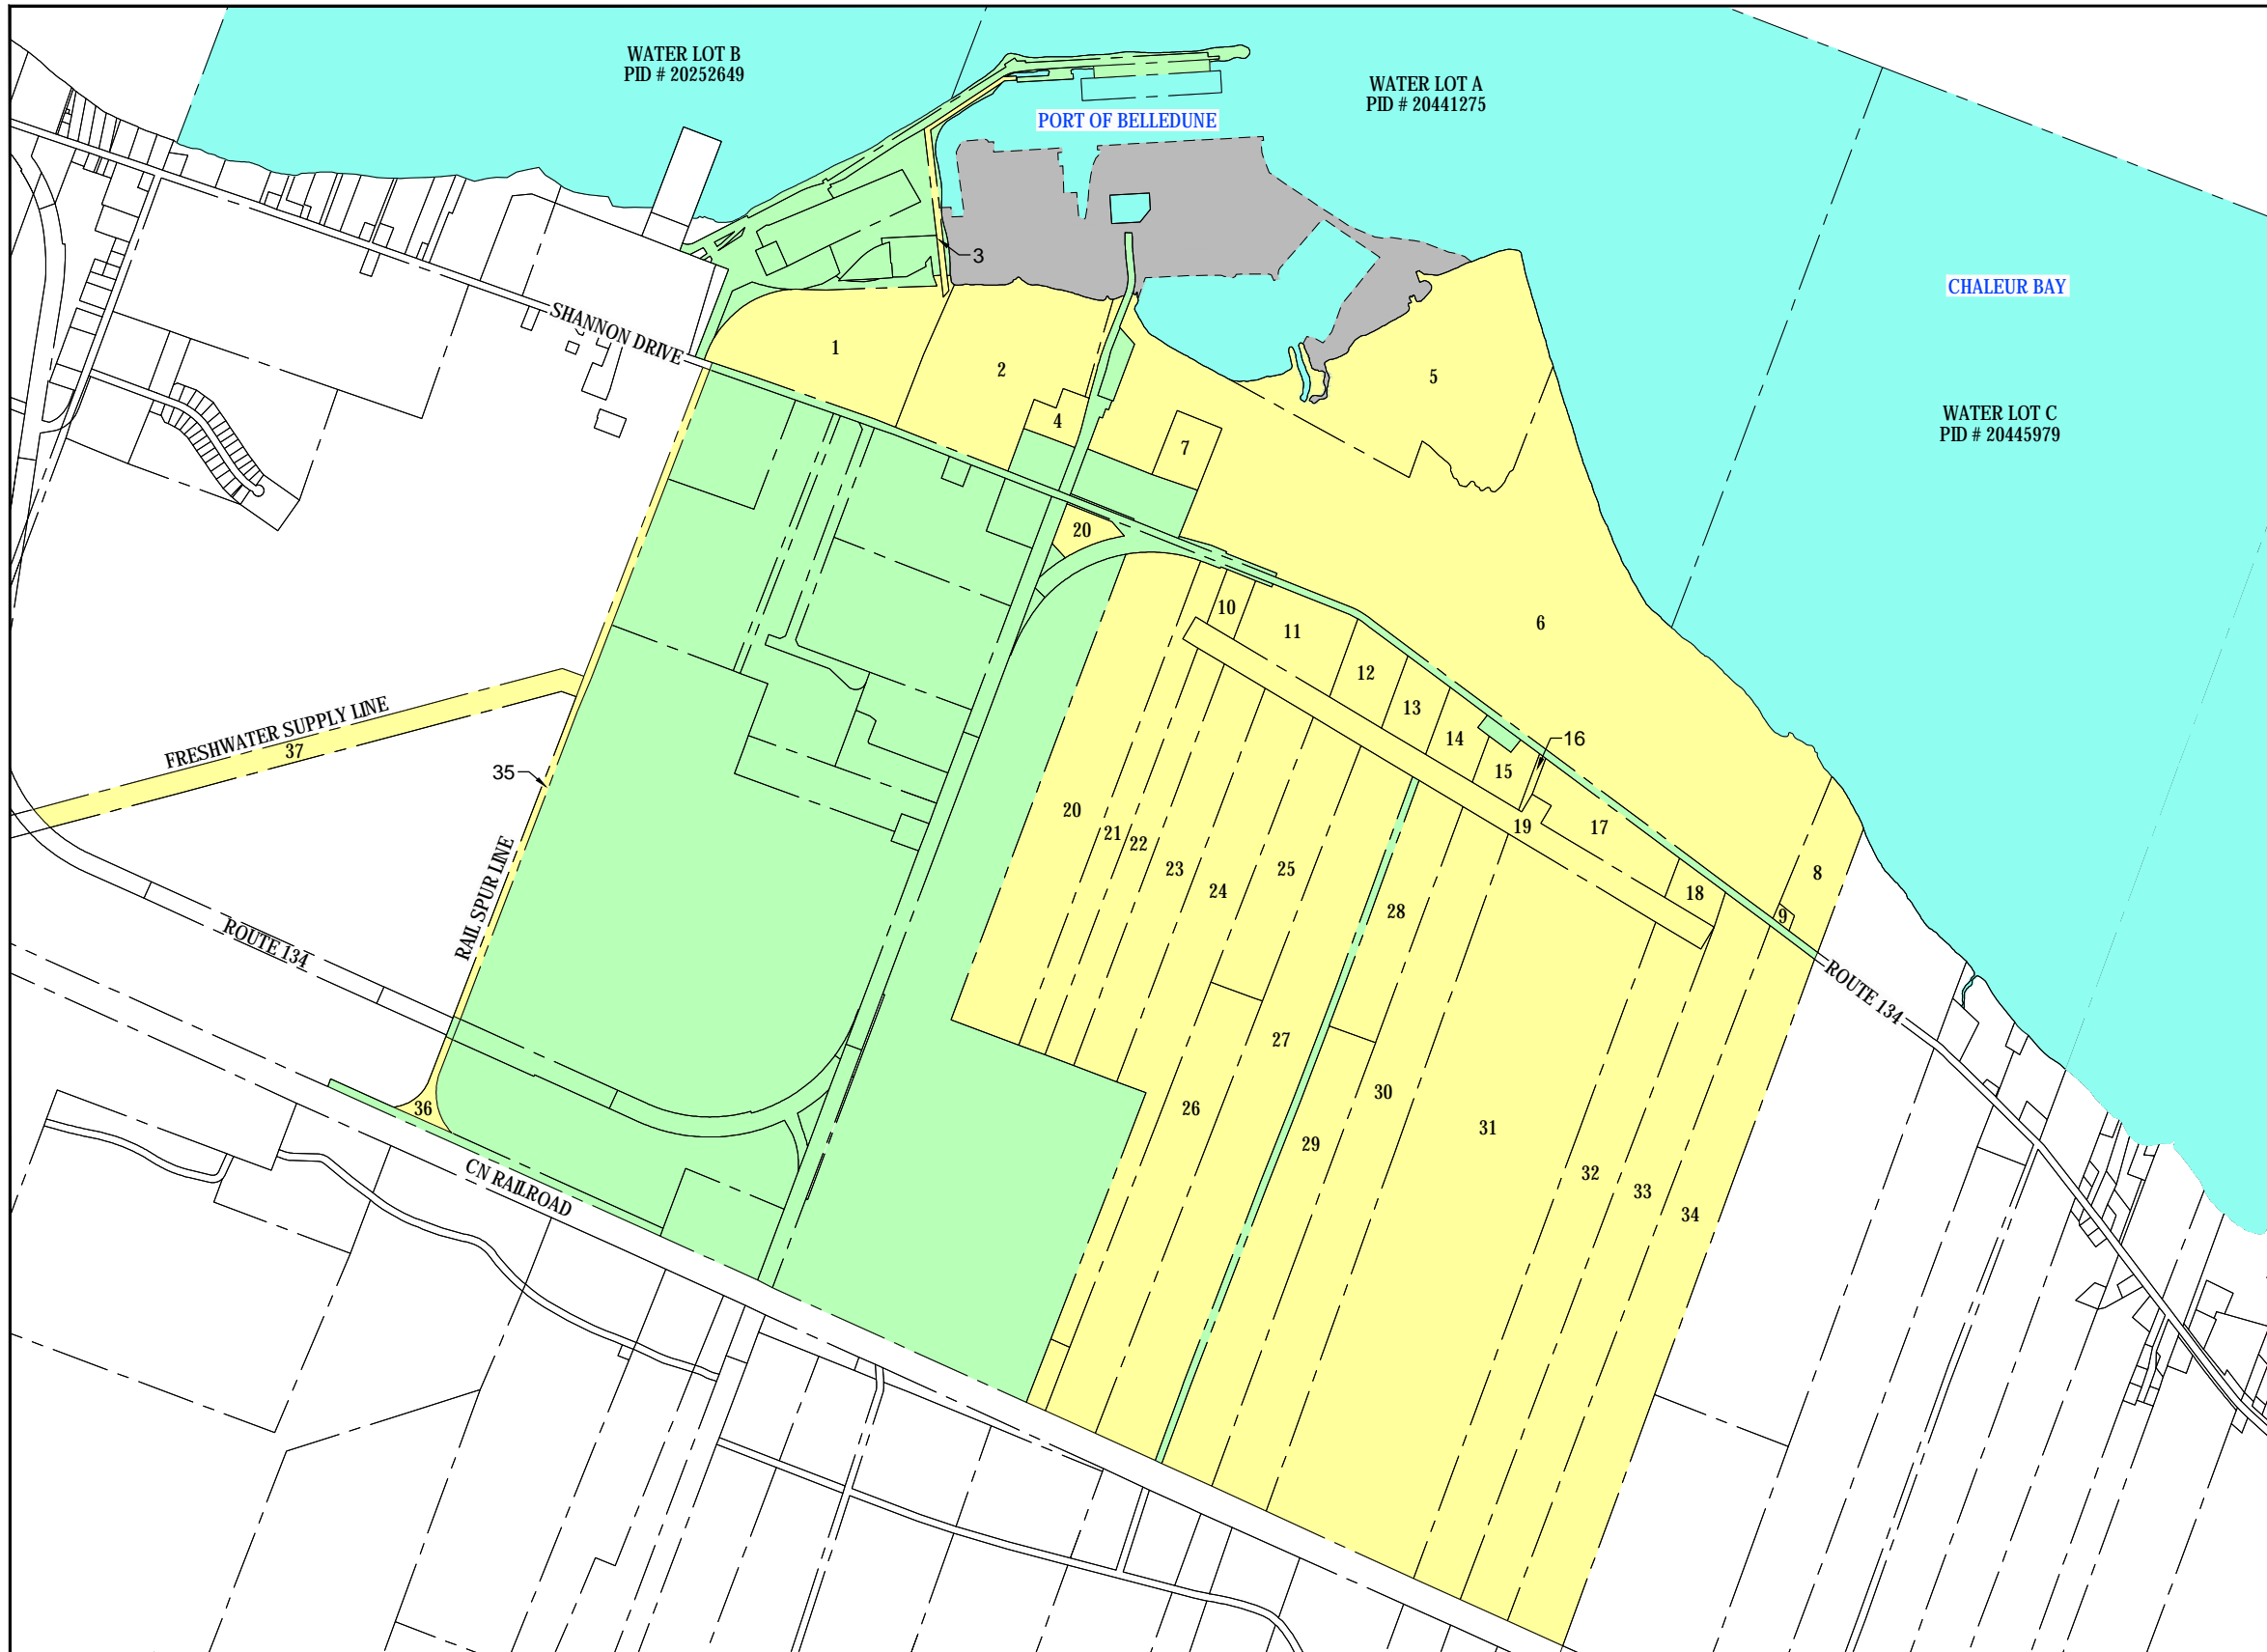 WATER LOT B
PID # 20252649
WATER LOT A
PID # 20441275
PORT OF BELLEDUNE
3
CHALEUR BAY
SHANNON DRIVE
1
2
5
WATER LOT C
PID # 20445979
4
7
20
10
11
6
12
13
14
16
15
FRESHWATER SUPPLY LINE
37
35
20
21
22
19
17
23
24
25
8
18
28
9
RAIL SPUR LINE
ROUTE 134
ROUTE 134
27
30
26
36
31
29
32
33
34
CN RAILROAD